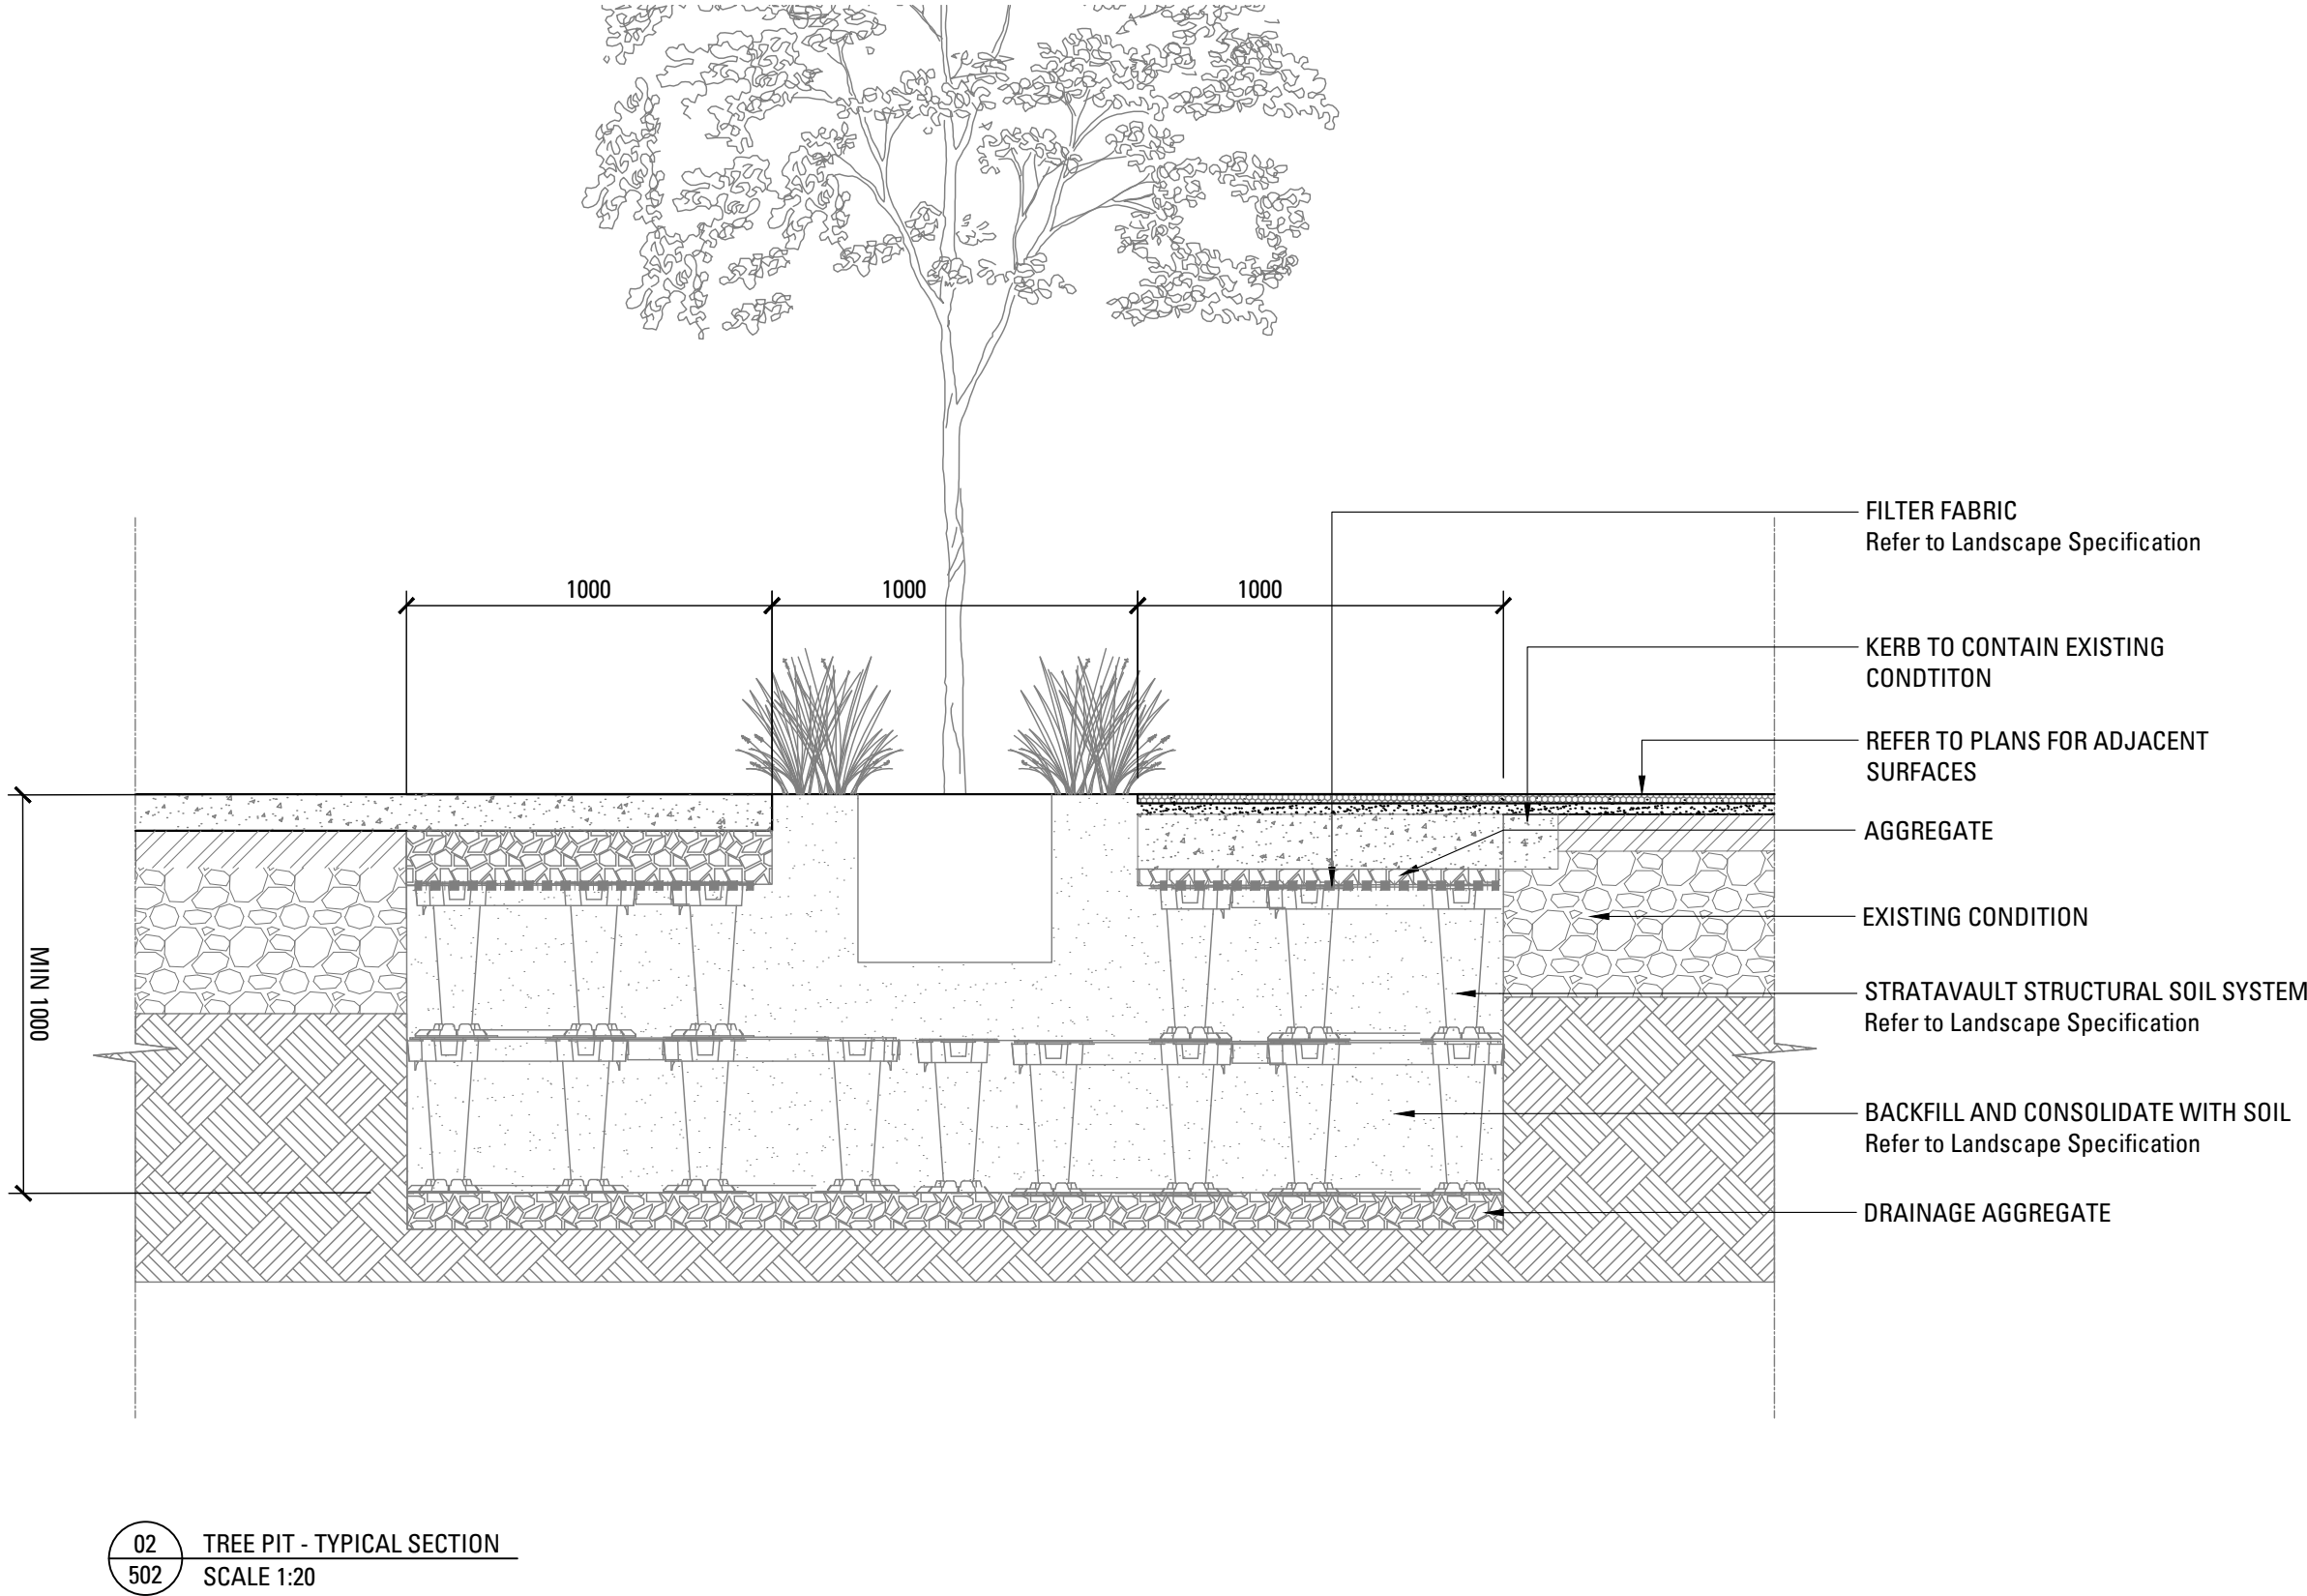 FILTER FABRIC
Refer to Landscape Specification
1000
1000
1000
KERB TO CONTAIN EXISTING
CONDTITON
REFER TO PLANS FOR ADJACENT
SURFACES
AGGREGATE
EXISTING CONDITION
MIN 1000
STRATAVAULT STRUCTURAL SOIL SYSTEM
Refer to Landscape Specification
BACKFILL AND CONSOLIDATE WITH SOIL
Refer to Landscape Specification
DRAINAGE AGGREGATE
02
TREE PIT - TYPICAL SECTION
502
SCALE 1:20